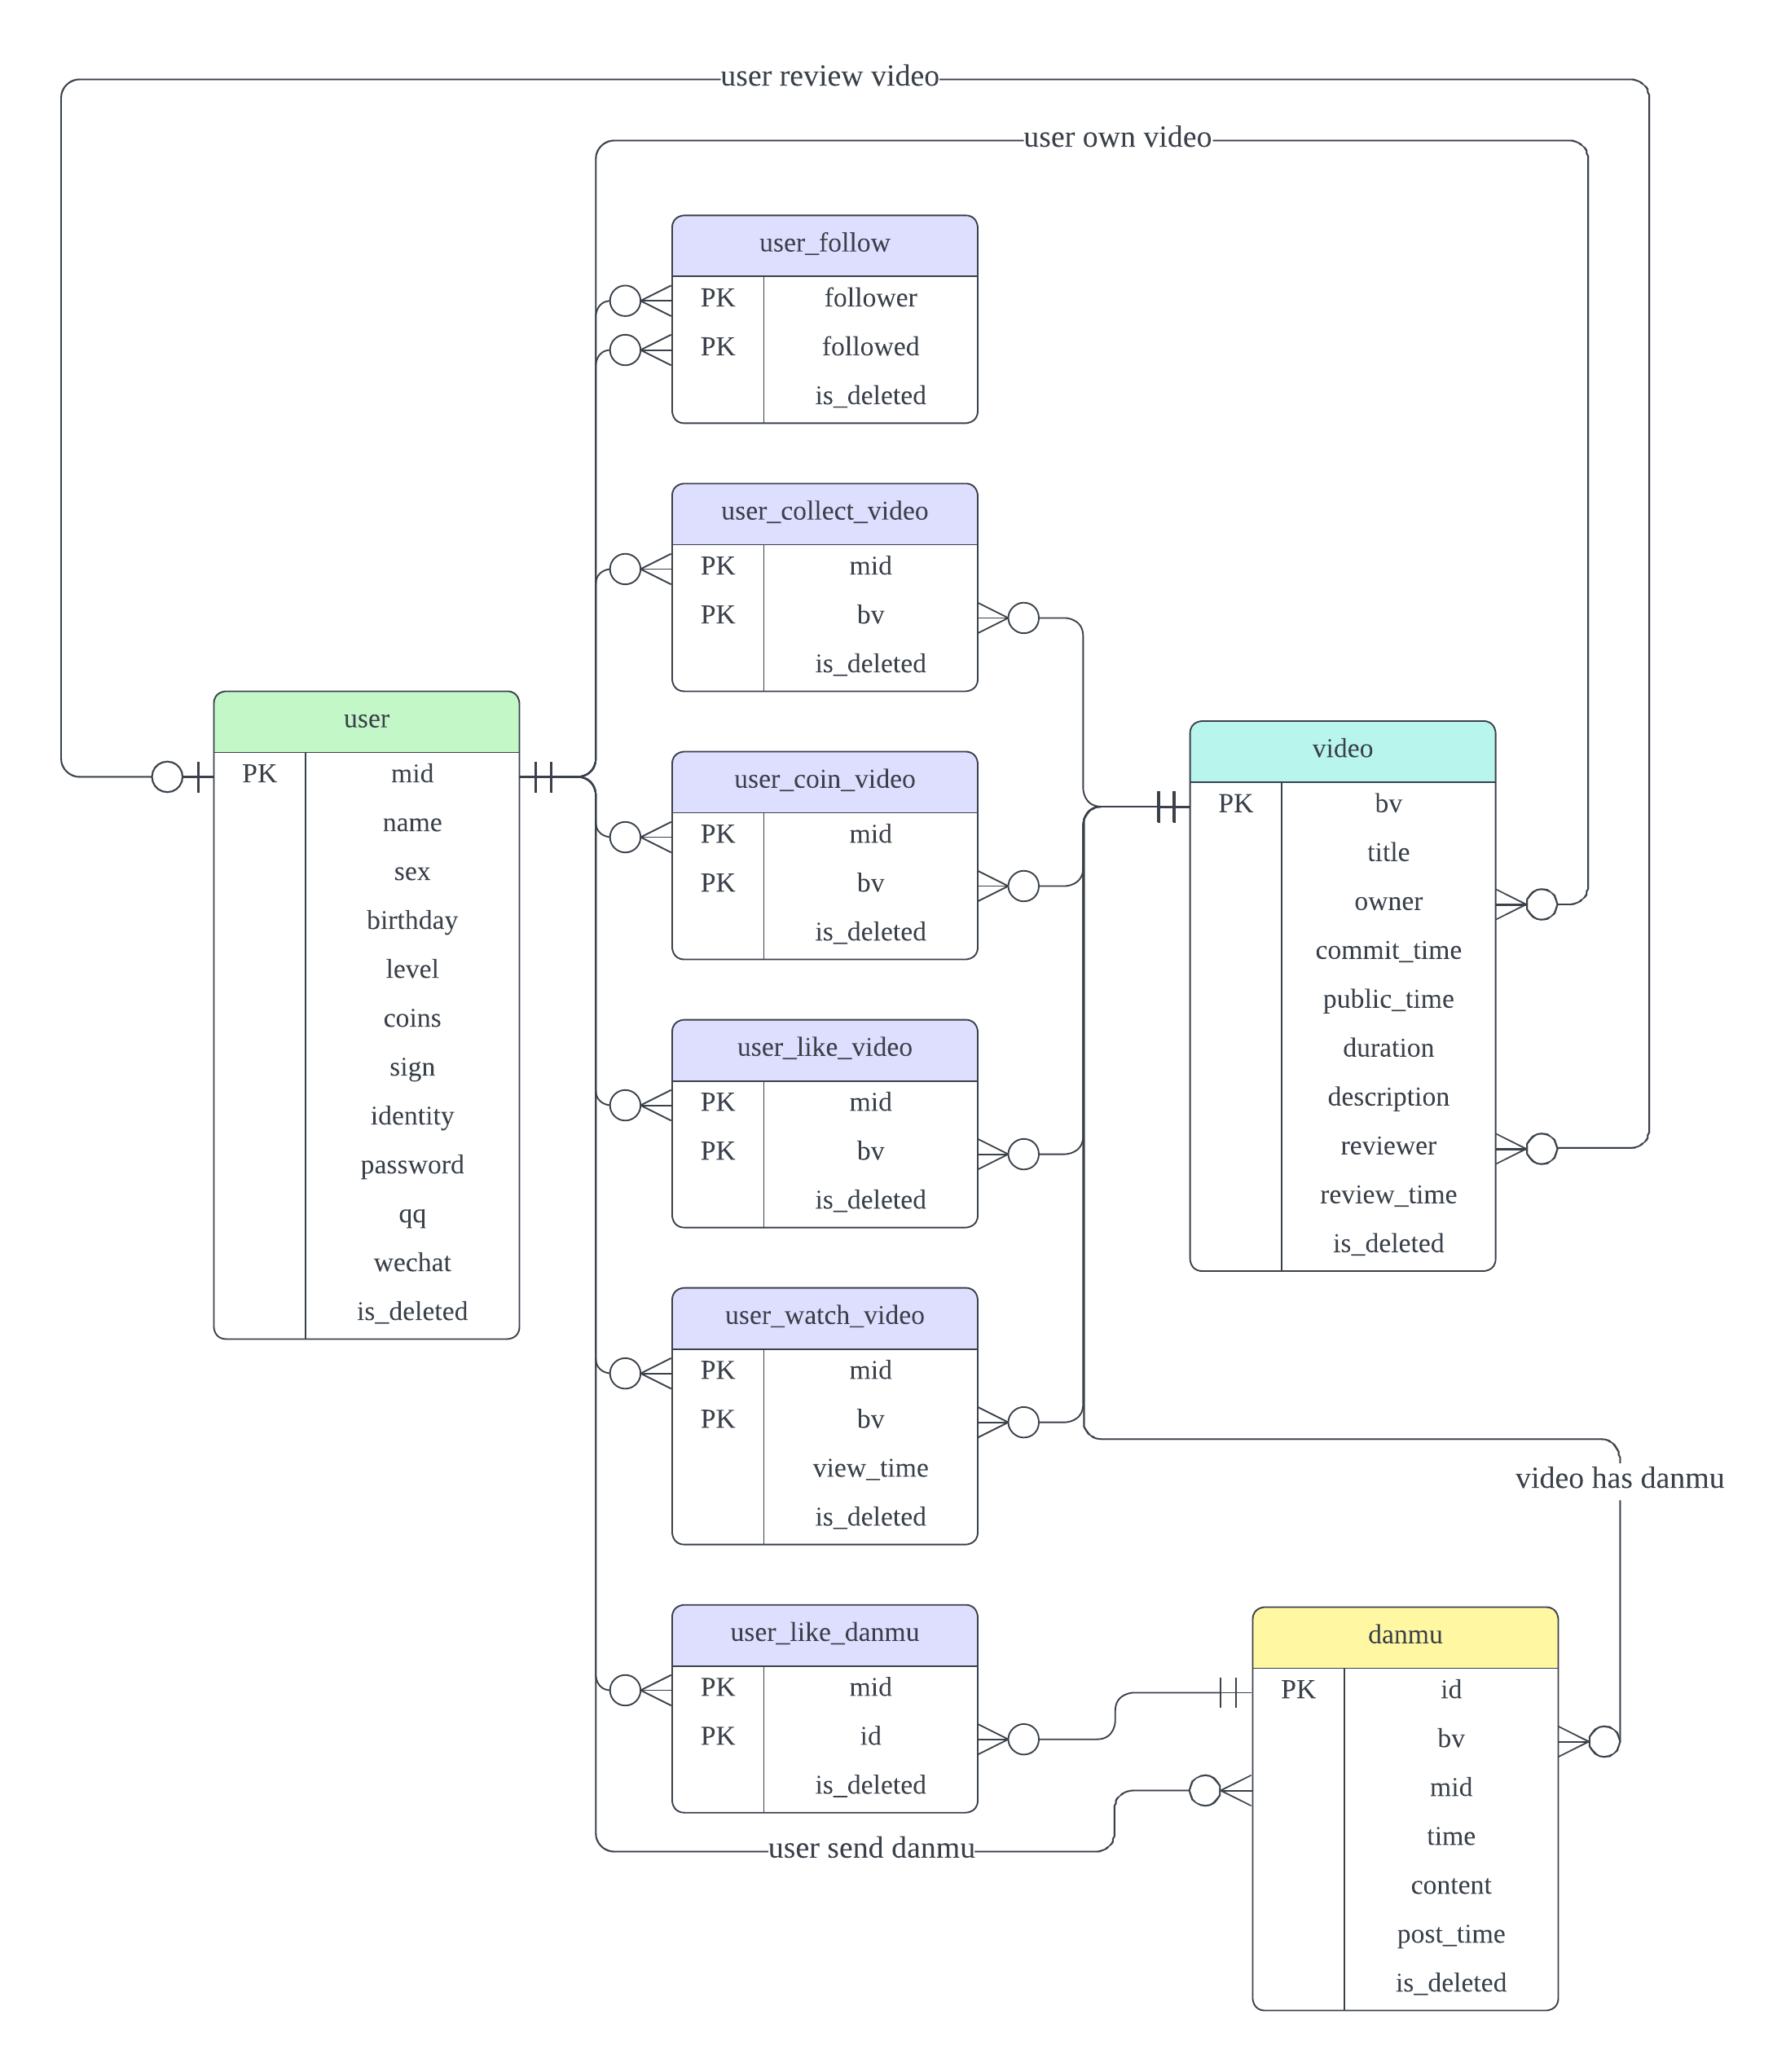 user review video
user own video
user_follow
PK follower
PK followed
is_deleted
user_collect_video
PK mid
PK bv
is_deleted
user
PK mid
name
sex
birthday
level
coins
sign
identity
password
qq
wechat
is_deleted
user_coin_video
PK mid
PK bv
is_deleted
video
PK bv
title
owner
commit_time
public_time
duration
description
reviewer
review_time
is_deleted
user_like_video
PK mid
PK bv
is_deleted
user_watch_video
PK mid
PK bv
view_time
is_deleted
video has danmu
user_like_danmu
PK mid
PK id
is_deleted
danmu
PK id
bv
mid
time
content
post_time
is_deleted
user send danmu